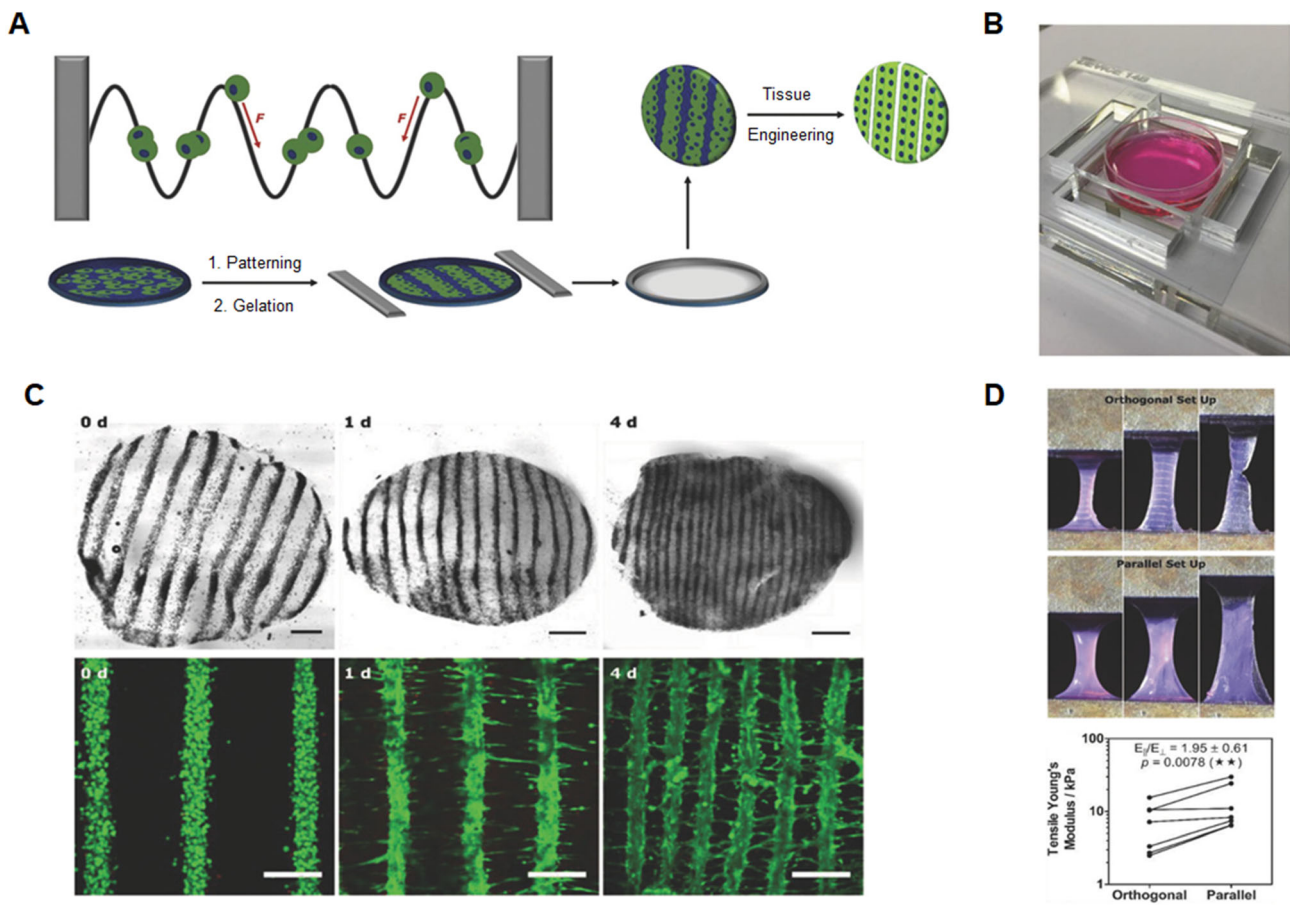 A
B
F
F
Tissue
Engineering
1. Patterning
2. Gelation
C
0 d
1 d
4 d
0 d
1 d
4 d
D
Orthogonal Set Up
Parallel Set Up
E∥/E⊥ = 1.95 ± 0.61
p = 0.0078 (★★)
Tensile Young's
Modulus / kPa
100
10
1
Orthogonal
Parallel